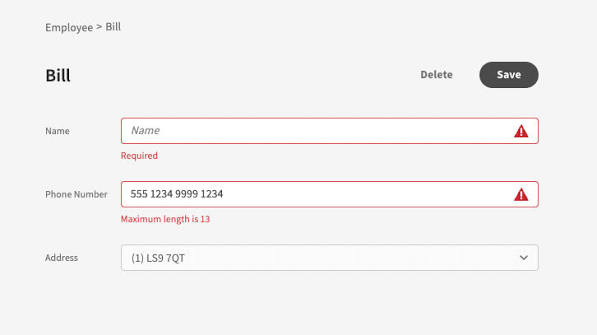 Employee > Bill
Bill
Delete
Save
Name
Name
Required
Phone Number
555 1234 9999 1234
Maximum length is 13
Address
(1) LS9 7QT